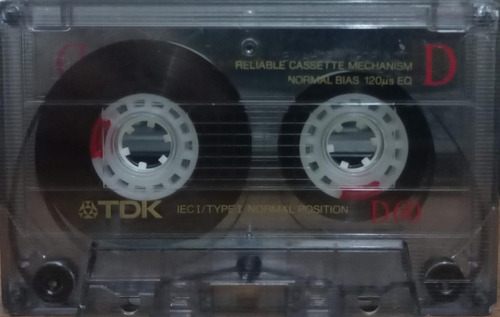 RELIABLE CASSETTE MECHANISM
NORMAL BIAS 120µs EQ
D
TDK
IEC I/TYPE I NORMAL POSITION
D60